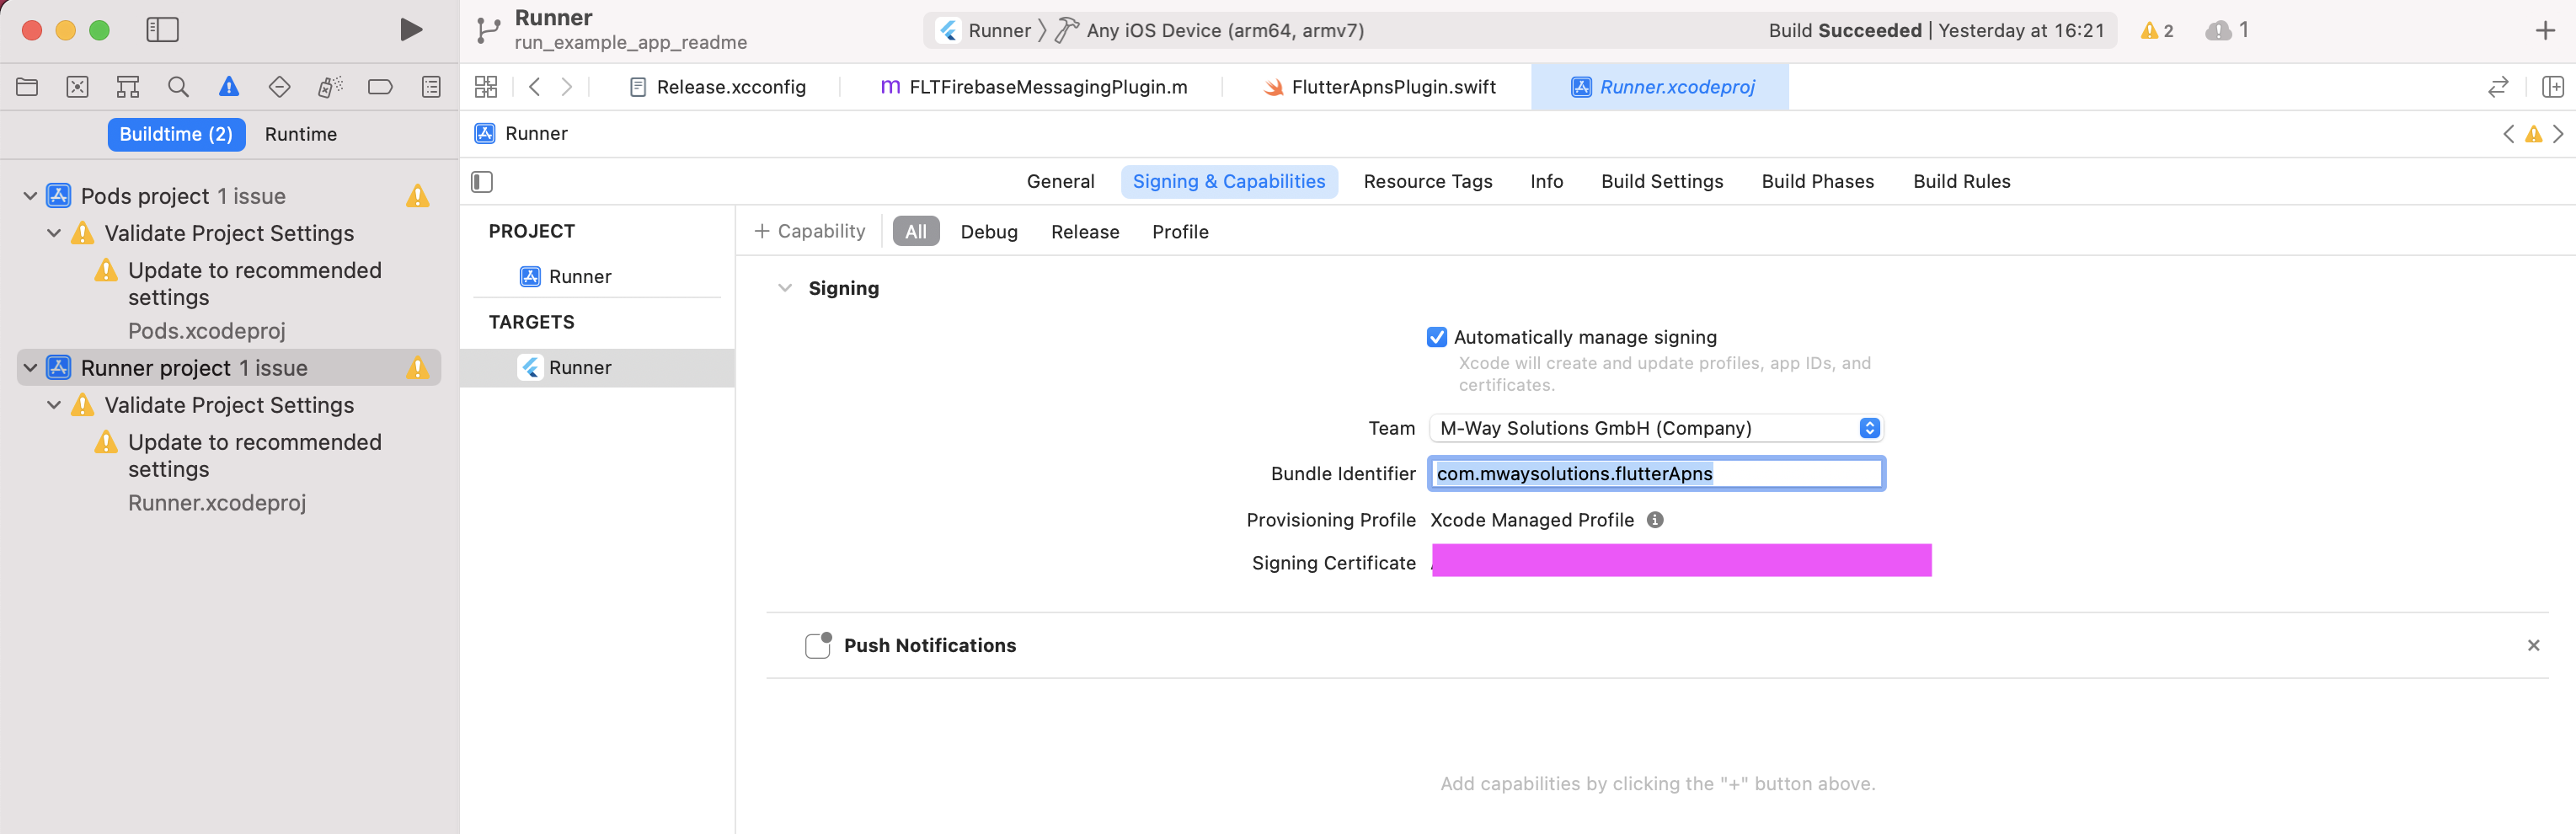 Runner
run_example_app_readme
Runner
Any iOS Device (arm64, armv7)
Build Succeeded | Yesterday at 16:21
2
1
Release.xcconfig
m FLTFirebaseMessagingPlugin.m
FlutterApnsPlugin.swift
Runner.xcodeproj
Buildtime (2)
Runtime
Runner
Pods project 1 issue
Validate Project Settings
Update to recommended
settings
Pods.xcodeproj
Runner project 1 issue
Validate Project Settings
Update to recommended
settings
Runner.xcodeproj
General
Signing & Capabilities
Resource Tags
Info
Build Settings
Build Phases
Build Rules
PROJECT
Runner
TARGETS
Runner
+ Capability
All
Debug
Release
Profile
Signing
Automatically manage signing
Xcode will create and update profiles, app IDs, and
certificates.
Team M-Way Solutions GmbH (Company)
Bundle Identifier com.mwaysolutions.flutterApns
Provisioning Profile Xcode Managed Profile
Signing Certificate
Push Notifications
Add capabilities by clicking the "+" button above.